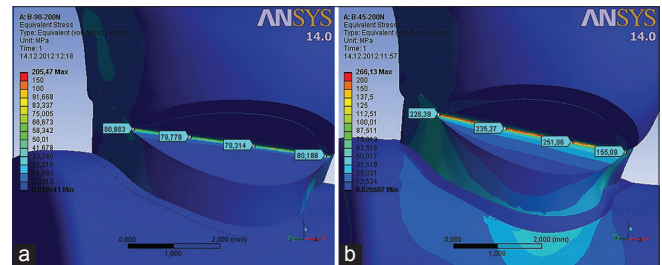 A: B-90-200N
Equivalent Stress
Type: Equivalent (von Mises) Stress
Unit: MPa
Time: 1
14.12.2012 12:18
ANSYS
14.0
205,47 Max
150
100
91,668
83,337
75,005
66,673
58,342
50,01
41,678
Min
80,883
79,779
78,314
80,188
0,000
2,000 (mm)
1,000
a
A: B-45-200N
Equivalent Stress
Type: Equivalent (von Mises) Stress
Unit: MPa
Time: 1
14.12.2012 11:57
ANSYS
14.0
266,13 Max
200
150
137,5
125
112,51
100,01
87,511
50,017
37,519
25,021
12,524
0,025687 Min
228,39
235,27
251,98
155,09
0,000
2,000 (mm)
1,000
b